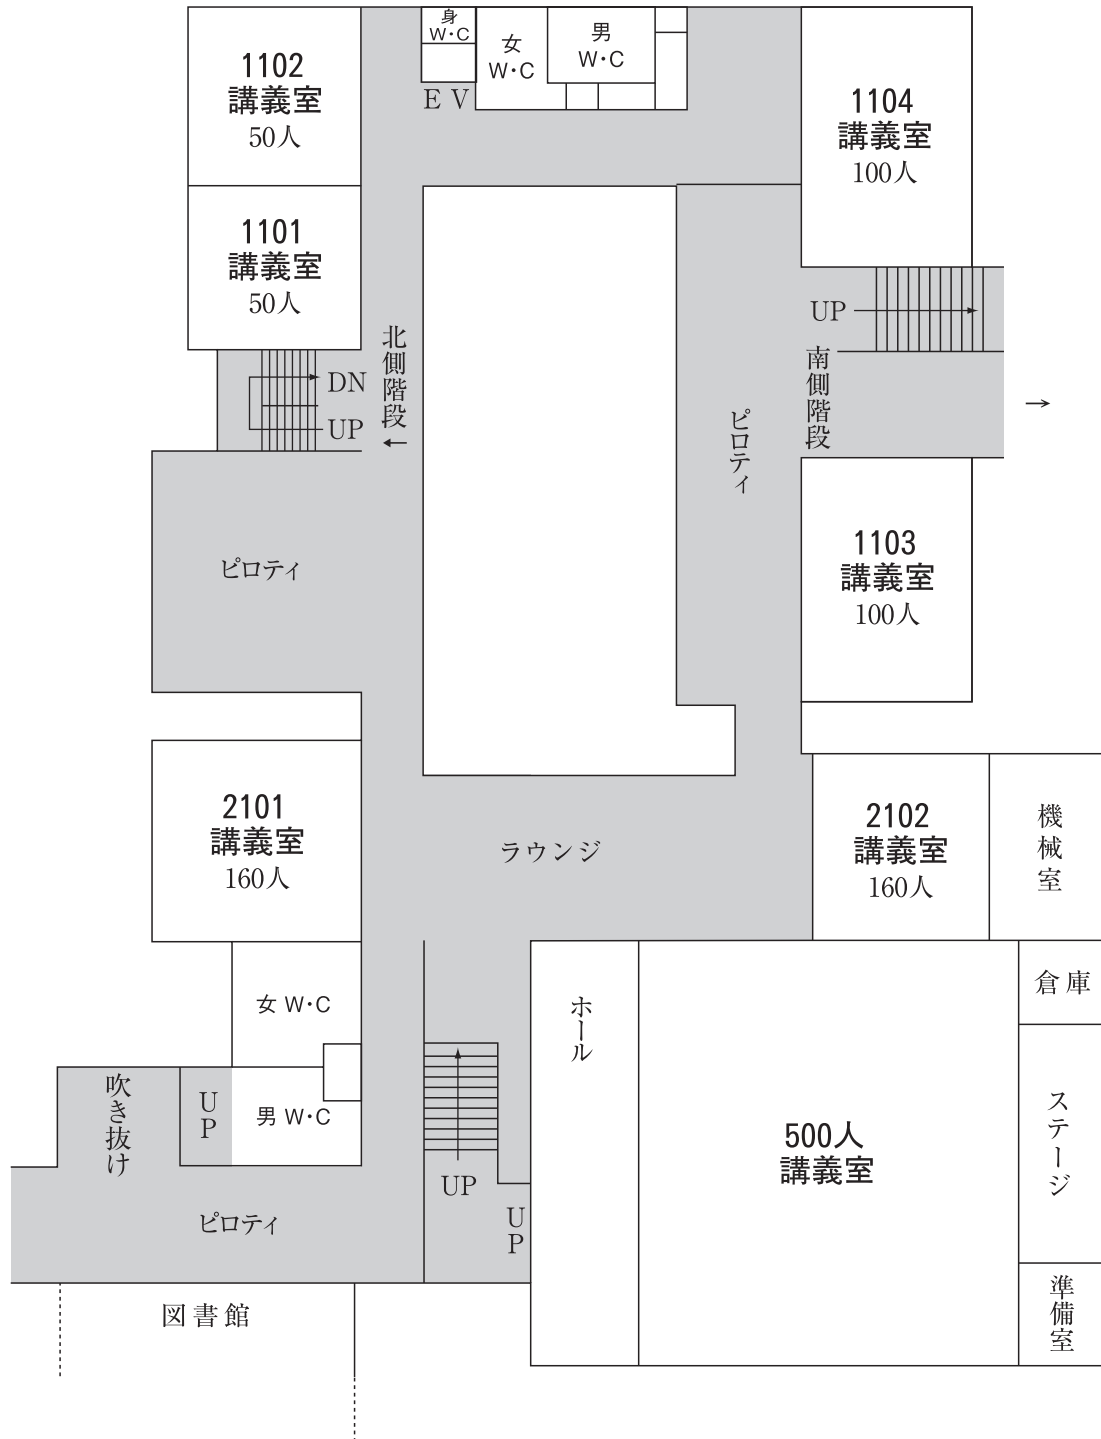 身
W・C
女
W・C
男
W・C
EV
1102
講義室
50人
1104
講義室
100人
1101
講義室
50人
UP
北側階段
←
DN
UP
南側階段
→
ピロティ
ピロティ
1103
講義室
100人
2101
講義室
160人
ラウンジ
2102
講義室
160人
機械室
女 W・C
ホール
倉庫
吹き抜け
UP
男 W・C
500人
講義室
ステージ
UP
UP
ピロティ
図書館
準備室